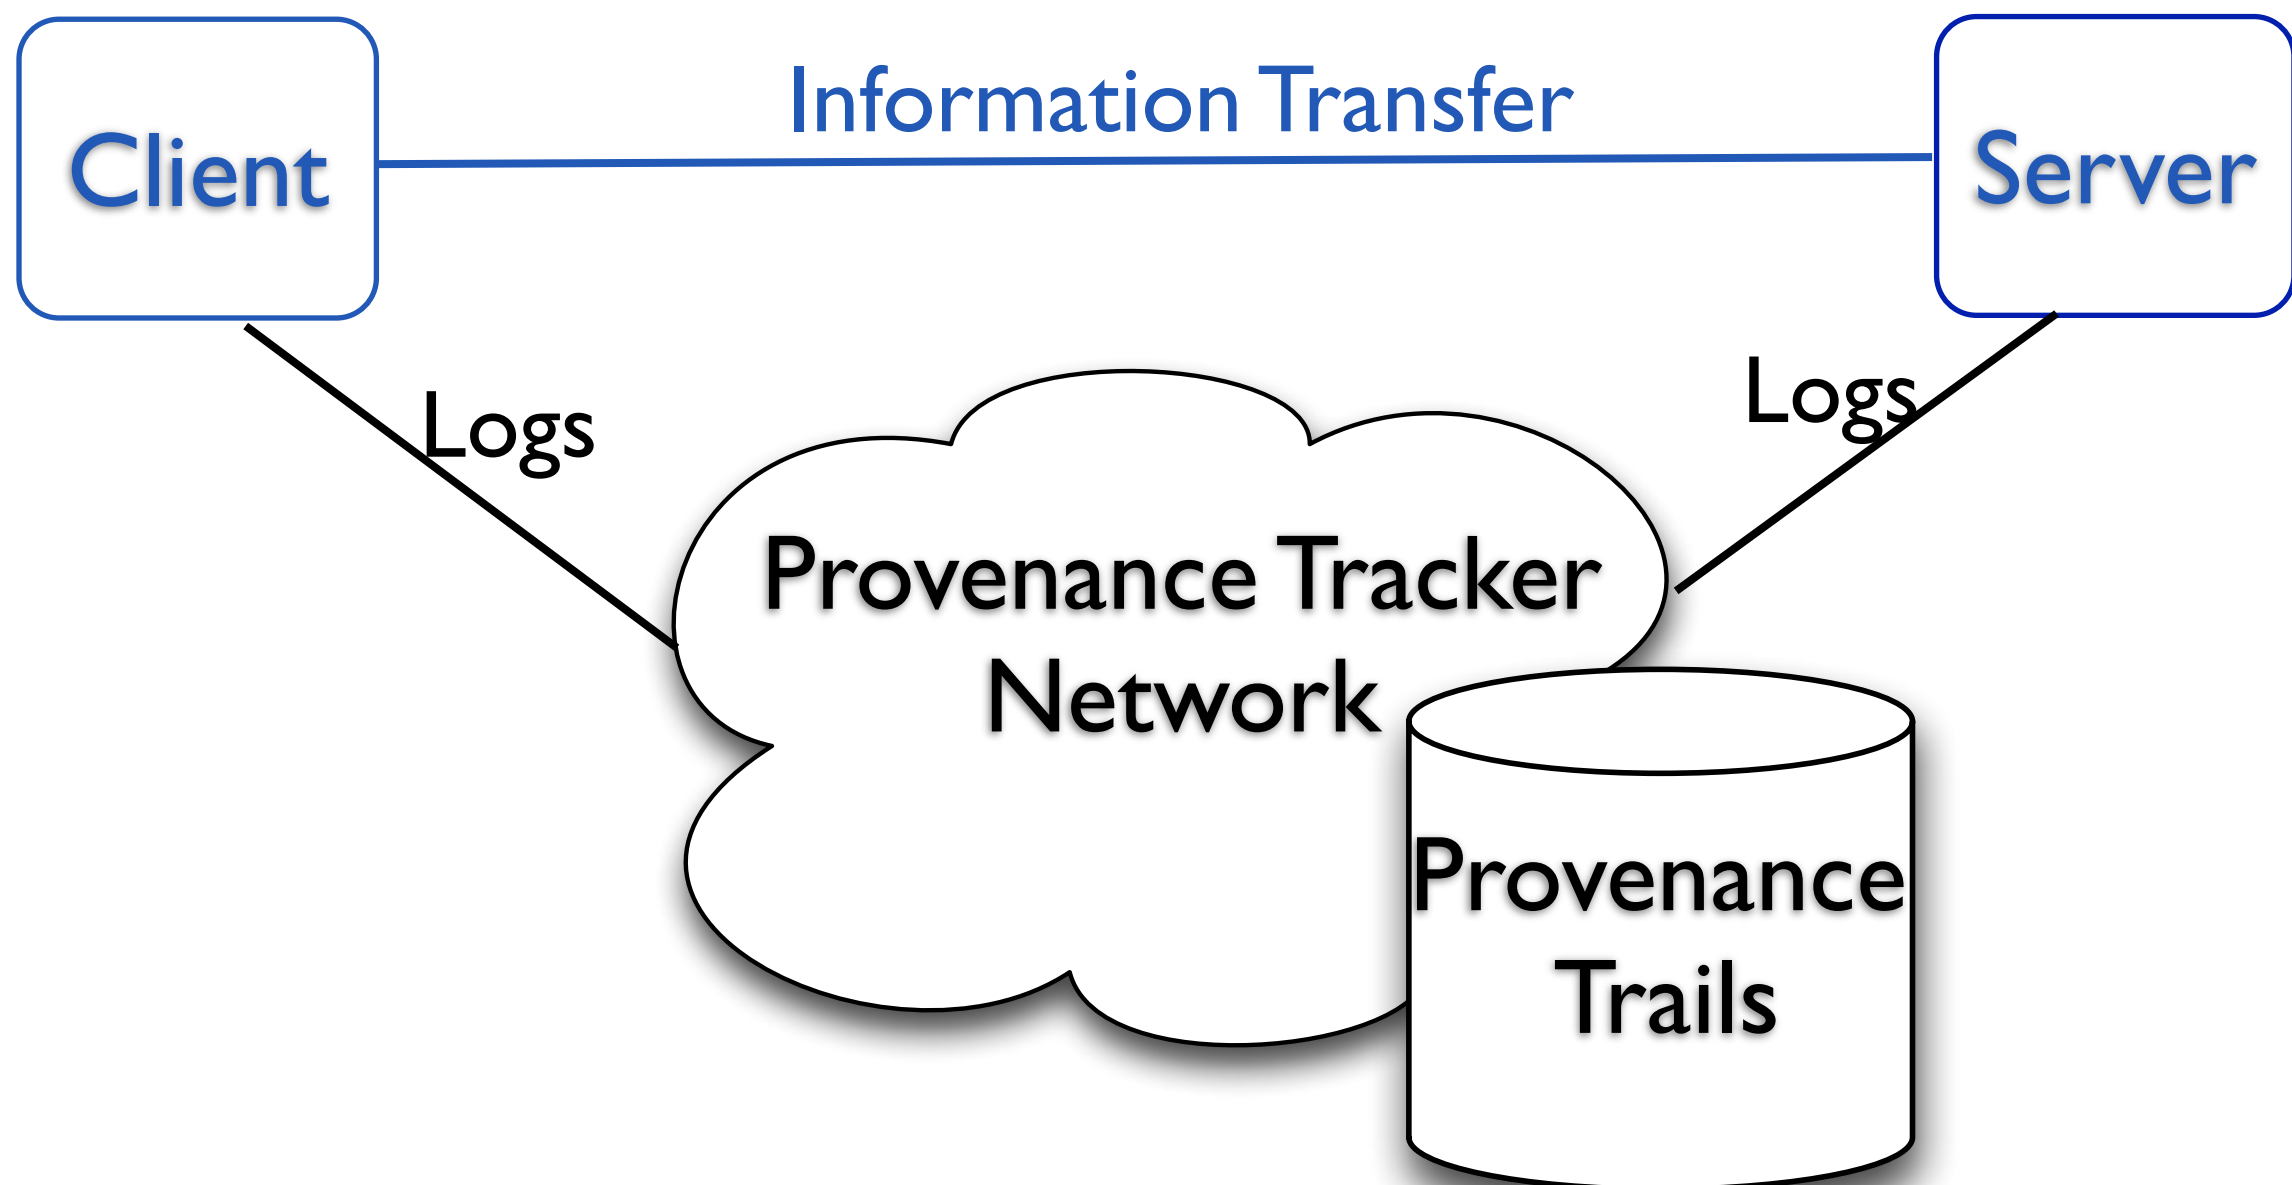 Client
Information Transfer
Server
Logs
Logs
Provenance Tracker
Network
Provenance
Trails